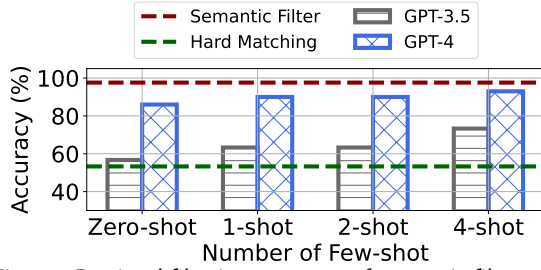 Semantic Filter
Hard Matching
GPT-3.5
GPT-4
Accuracy (%)
100
80
60
40
Zero-shot 1-shot 2-shot 4-shot
Number of Few-shot